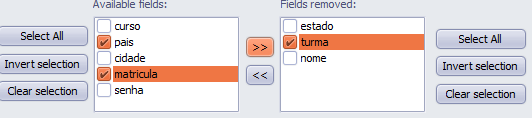 Available fields:
Fields removed:
Select All
Invert selection
Clear selection
curso
pais
cidade
matricula
senha
>>
<<
estado
turma
nome
Select All
Invert selection
Clear selection